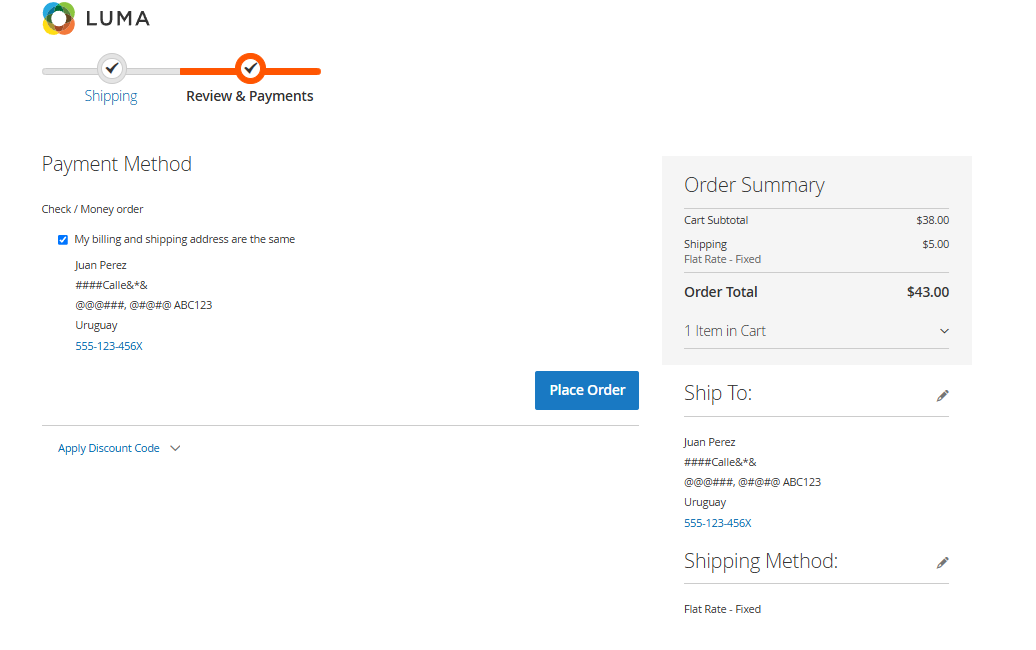 LUMA
Shipping
Review & Payments
Payment Method
Check / Money order
My billing and shipping address are the same
Juan Perez
####Calle&*&
@@@###, @#@#@ ABC123
Uruguay
555-123-456X
Place Order
Apply Discount Code
Order Summary
Cart Subtotal $38.00
Shipping $5.00
Flat Rate - Fixed
Order Total $43.00
1 Item in Cart
Ship To:
Juan Perez
####Calle&*&
@@@###, @#@#@ ABC123
Uruguay
555-123-456X
Shipping Method:
Flat Rate - Fixed